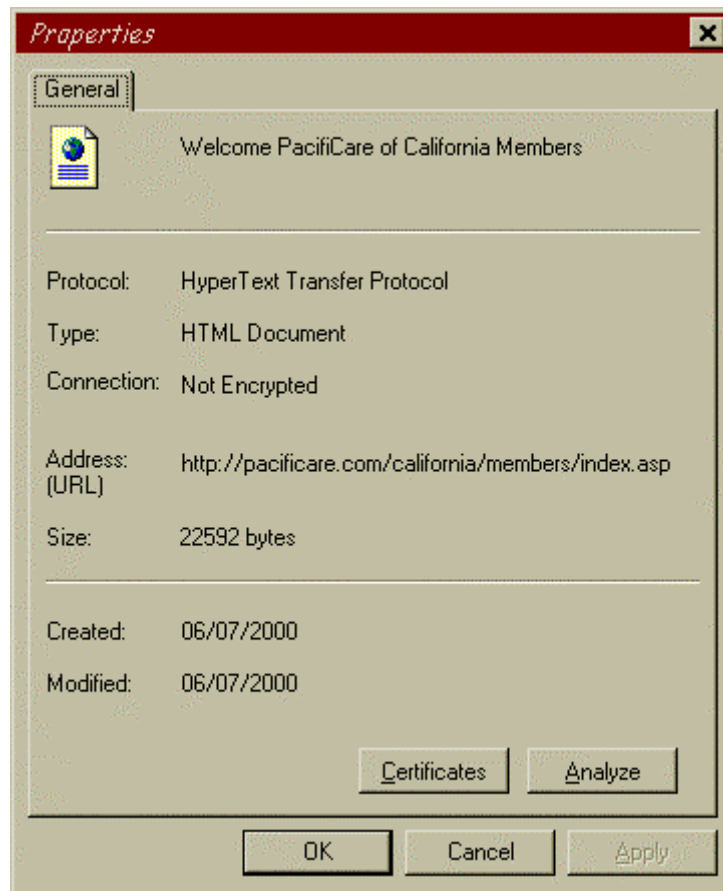 Properties
General
Welcome PacifiCare of California Members
Protocol: HyperText Transfer Protocol
Type: HTML Document
Connection: Not Encrypted
Address: http://pacificare.com/california/members/index.asp
(URL)
Size: 22592 bytes
Created: 06/07/2000
Modified: 06/07/2000
Certificates Analyze
OK Cancel Apply